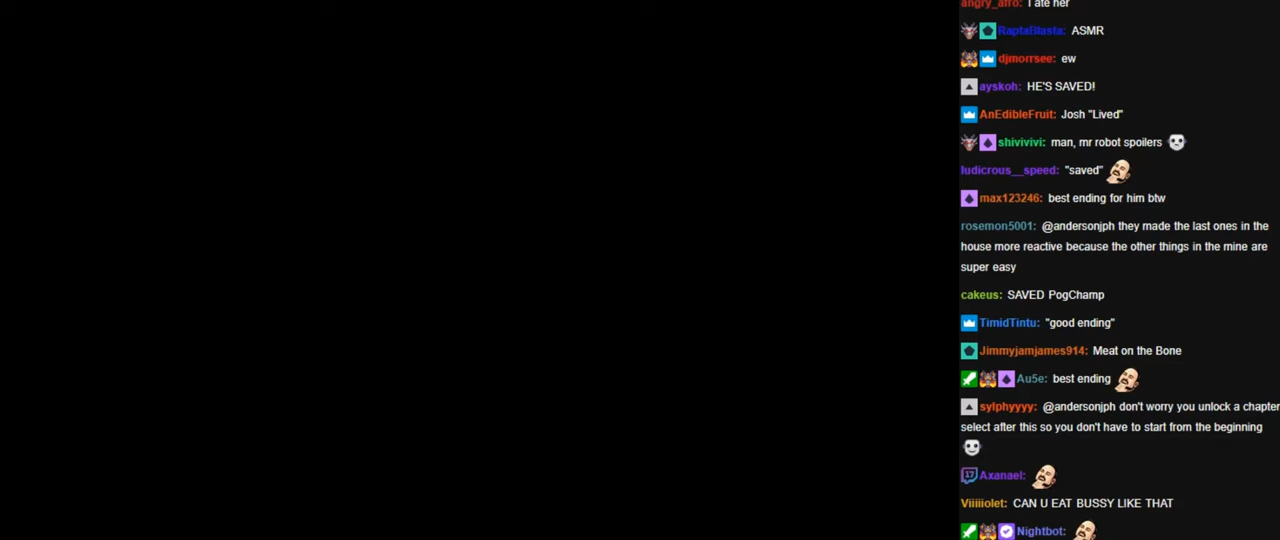 angry_afro: I ate her
RaptaBlasta: ASMR
djmorrsee: ew
ayskoh: HE'S SAVED!
AnEdibleFruit: Josh "Lived"
shivivivi: man, mr robot spoilers
ludicrous__speed: "saved"
max123246: best ending for him btw
rosemon5001: @andersonjph they made the last ones in the
house more reactive because the other things in the mine are
super easy
cakeus: SAVED PogChamp
TimidTintu: "good ending"
Jimmyjamjames914: Meat on the Bone
Au5e: best ending
sylphyyyy: @andersonjph don't worry you unlock a chapter
select after this so you don't have to start from the beginning
17 Axanael:
Viiiiiolet: CAN U EAT BUSSY LIKE THAT
Nightbot: